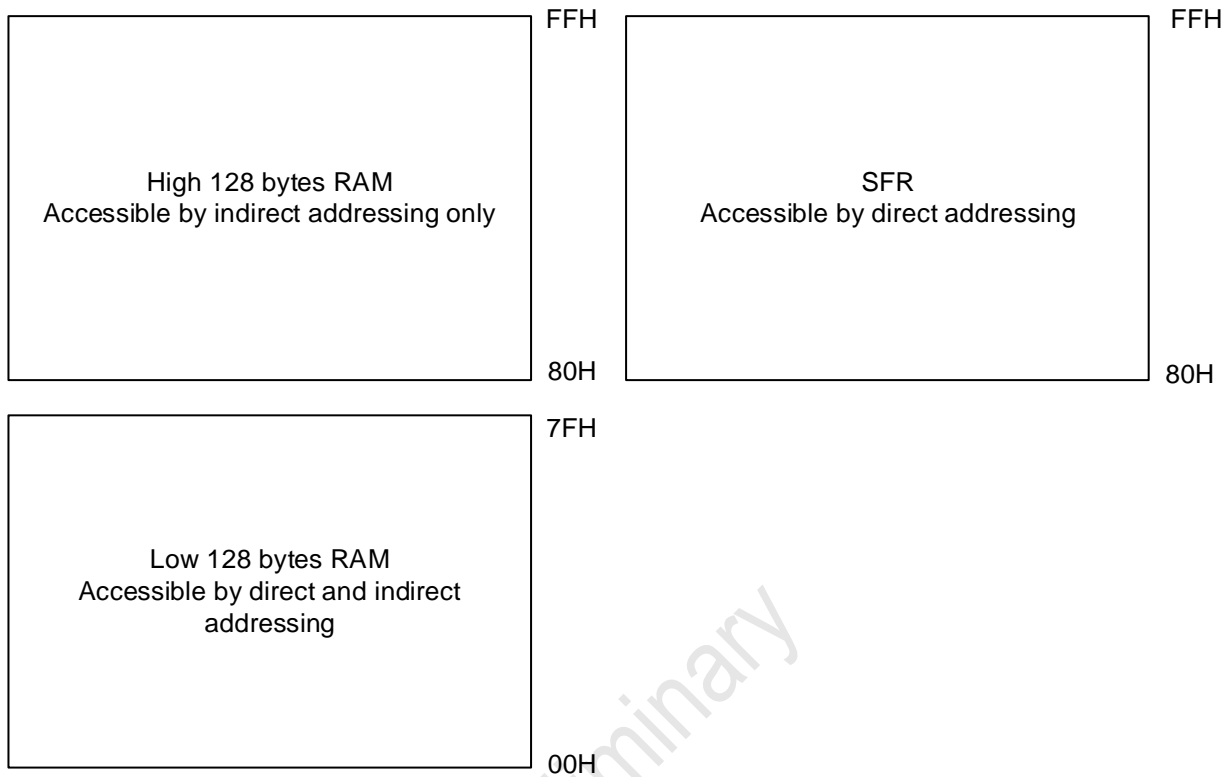 FFH
High 128 bytes RAM
Accessible by indirect addressing only
80H
FFH
SFR
Accessible by direct addressing
80H
7FH
Low 128 bytes RAM
Accessible by direct and indirect
addressing
00H